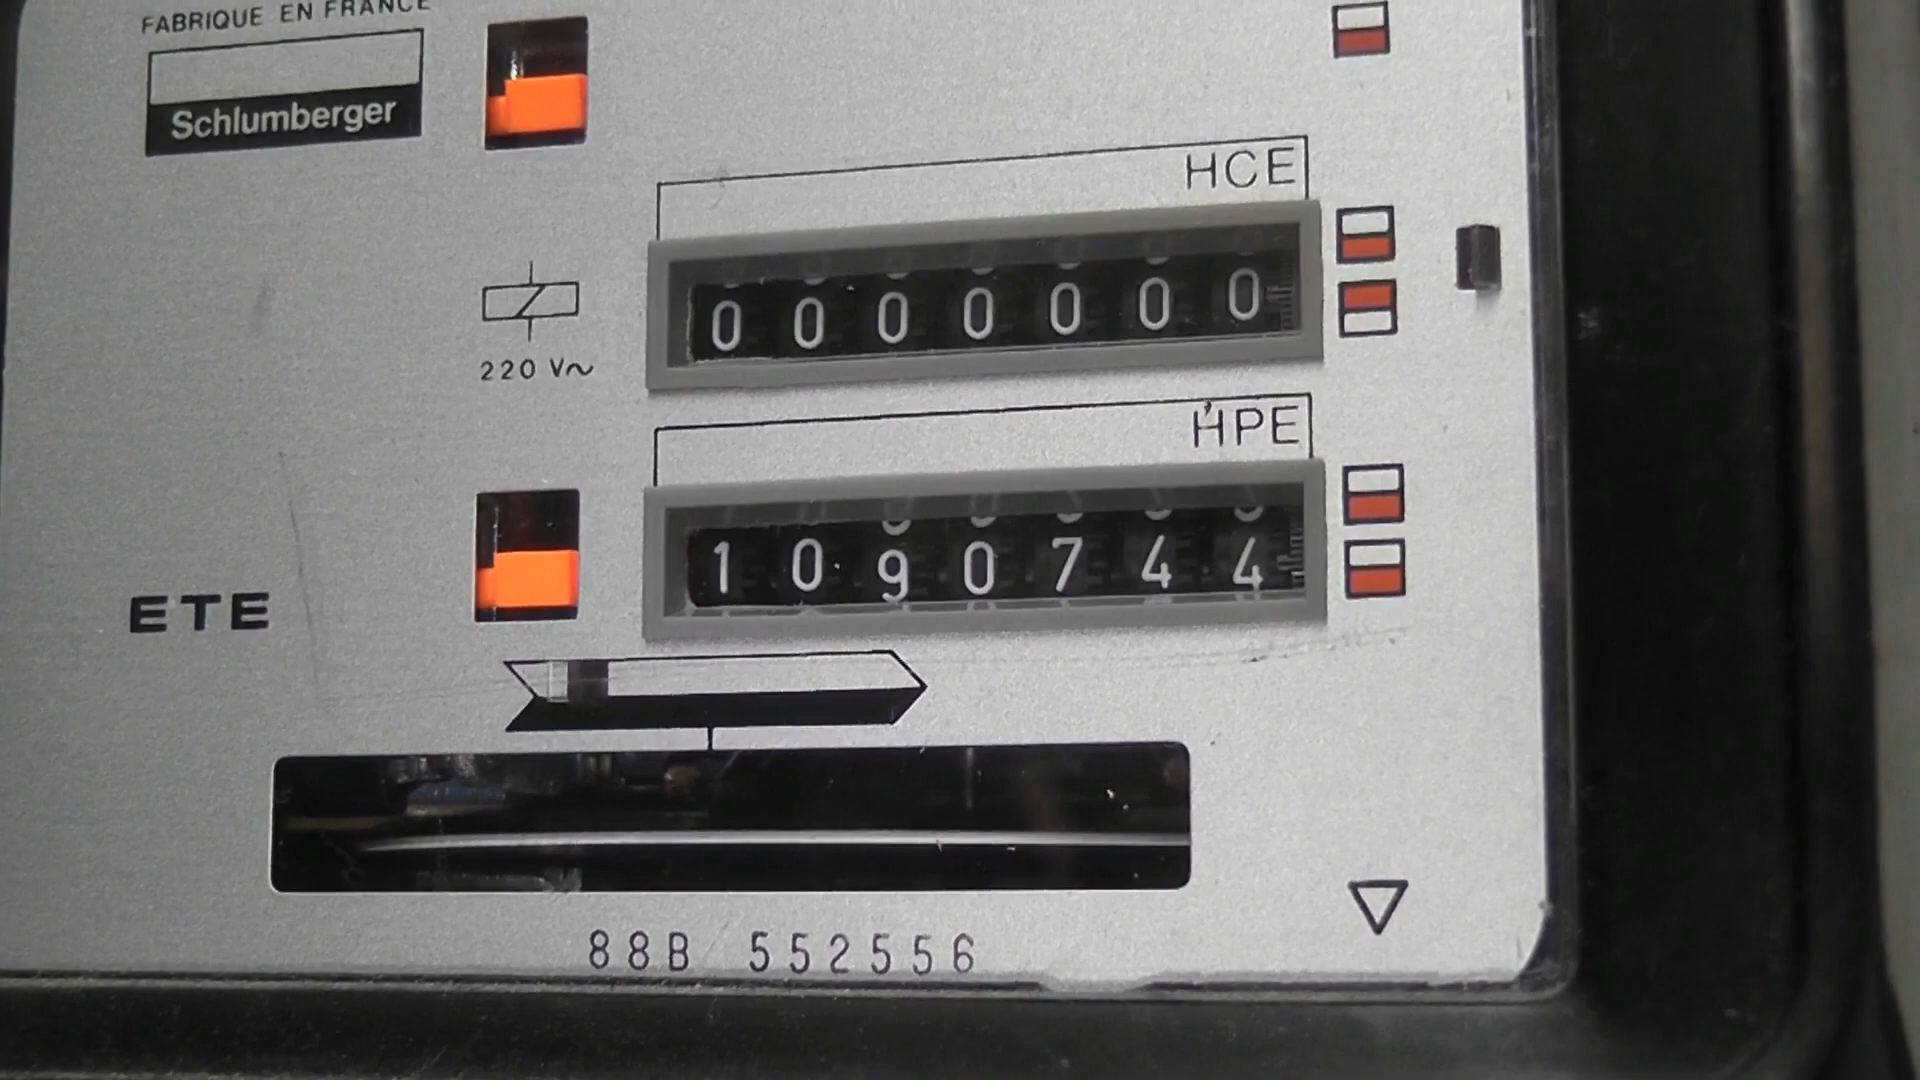 FABRIQUE EN FRANCE
Schlumberger
HCE
0000000
220 V~
HPE
1090744
ETE
88B 552556